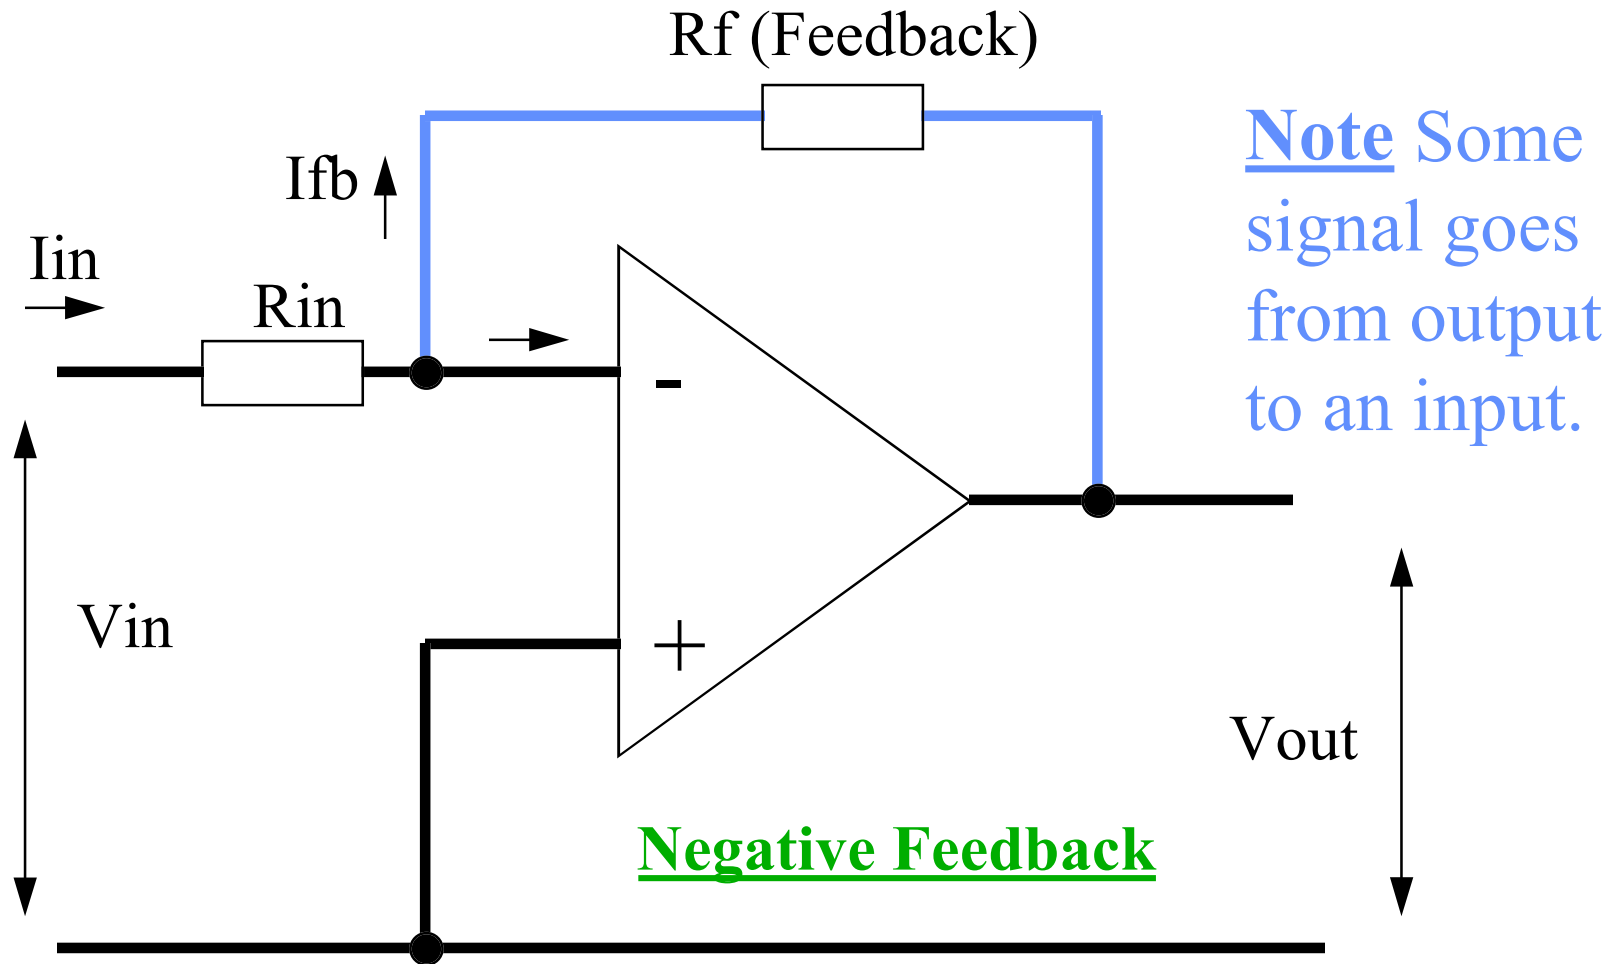 Rf (Feedback)
Note Some
signal goes
from output
to an input.
Ifb
Iin
Rin
-
Vin
+
Vout
Negative Feedback